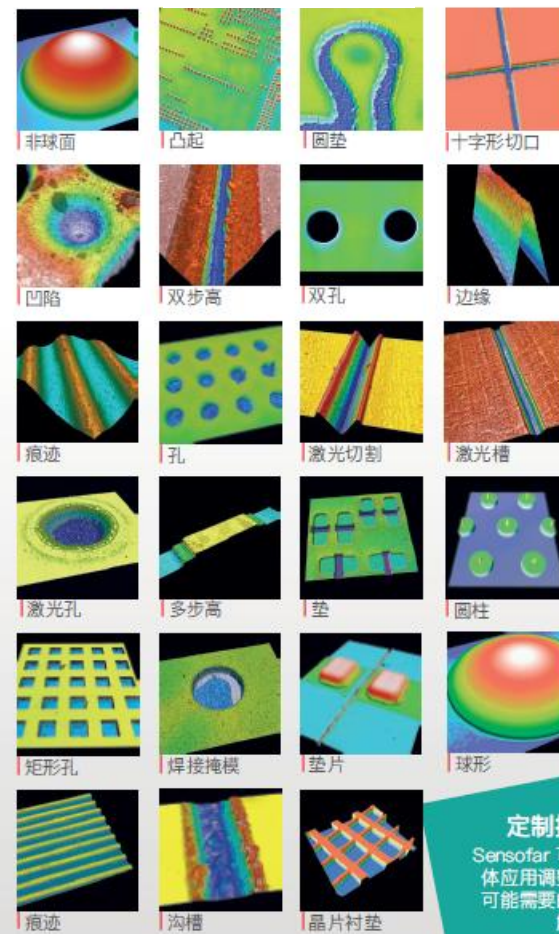 非球面
凸起
圆垫
十字形切口
凹陷
双步高
双孔
边缘
痕迹
孔
激光切割
激光槽
激光孔
多步高
垫
圆柱
矩形孔
焊接掩模
垫片
球形
定制
Sensofar
体应用调
可能需要
痕迹
沟槽
晶片衬垫